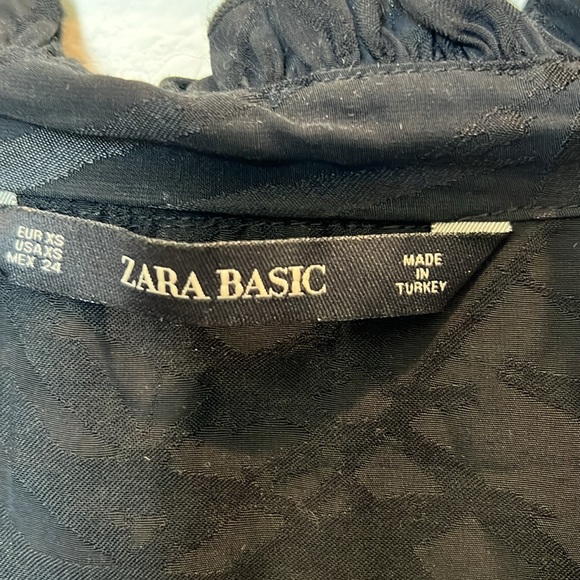 EUR XS
USA XS
MEX 24
ZARA BASIC
MADE
IN
TURKEY